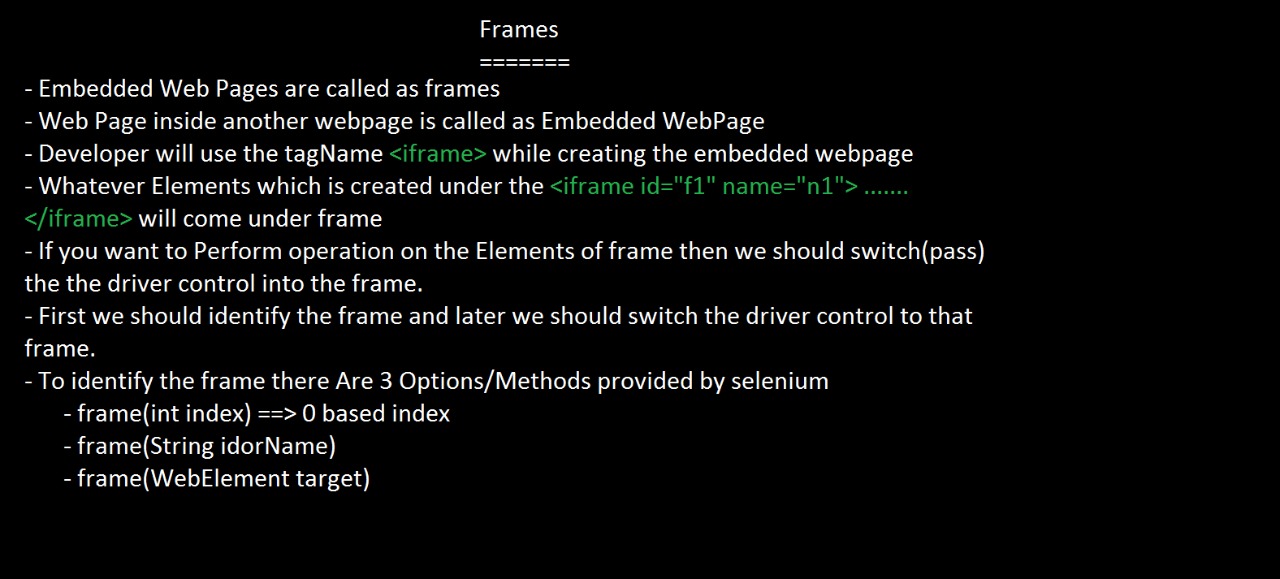 Frames
=======
- Embedded Web Pages are called as frames
- Web Page inside another webpage is called as Embedded WebPage
- Developer will use the tagName <iframe> while creating the embedded webpage
- Whatever Elements which is created under the <iframe id="f1" name="n1"> .......
</iframe> will come under frame
- If you want to Perform operation on the Elements of frame then we should switch(pass)
the the driver control into the frame.
- First we should identify the frame and later we should switch the driver control to that
frame.
- To identify the frame there Are 3 Options/Methods provided by selenium
- frame(int index) ==> 0 based index
- frame(String idorName)
- frame(WebElement target)